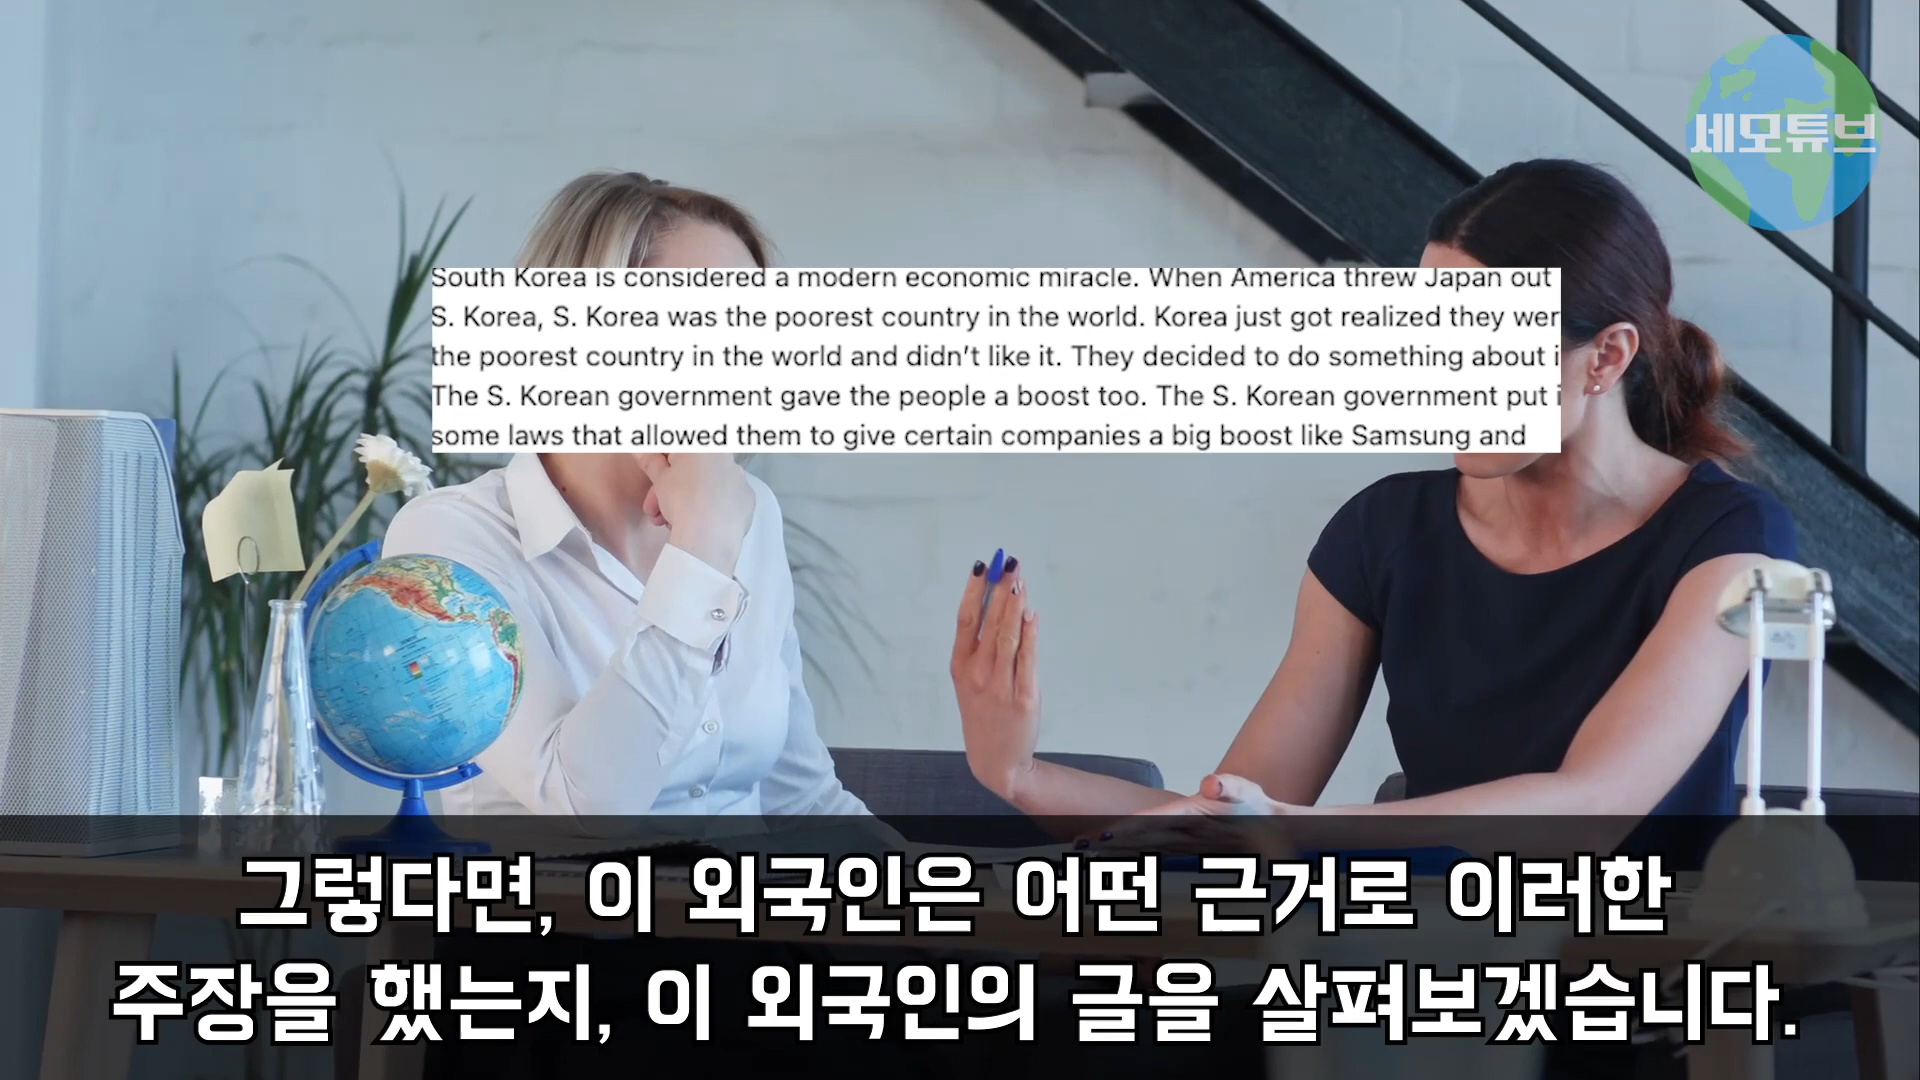 세모튜브
South Korea is considered a modern economic miracle. When America threw Japan out
S. Korea, S. Korea was the poorest country in the world. Korea just got realized they wer
the poorest country in the world and didn't like it. They decided to do something about i
The S. Korean government gave the people a boost too. The S. Korean government put i
some laws that allowed them to give certain companies a big boost like Samsung and
그렇다면, 이 외국인은 어떤 근거로 이러한
주장을 했는지, 이 외국인의 글을 살펴보겠습니다.